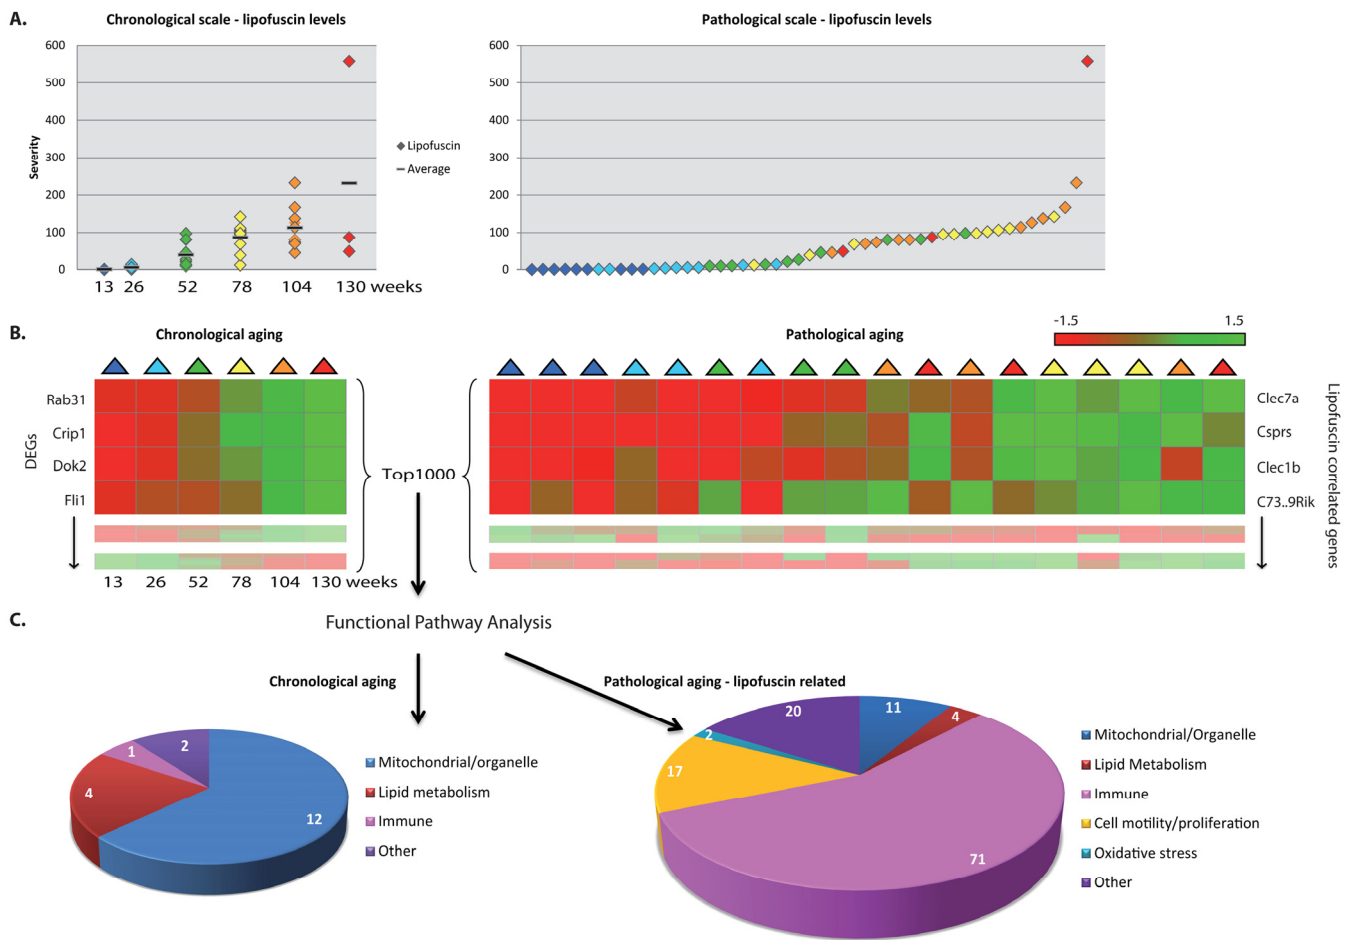 A.
Chronological scale - lipofuscin levels
Pathological scale - lipofuscin levels
600
500
400
300
200
100
0
Severity
13 26 52 78 104 130 weeks
Lipofuscin
Average
600
500
400
300
200
100
0
B.
Chronological aging
Pathological aging
-1.5 1.5
DEGs
Rab31
Crip1
Dok2
Fli1
13 26 52 78 104 130 weeks
Top1000
Clec7a
Csprs
Clec1b
C73..9Rik
Lipofuscin correlated genes
C.
Functional Pathway Analysis
Chronological aging
Pathological aging - lipofuscin related
1
2
4
12
Mitochondrial/organelle
Lipid metabolism
Immune
Other
20
11
4
2
17
71
Mitochondrial/Organelle
Lipid Metabolism
Immune
Cell motility/proliferation
Oxidative stress
Other